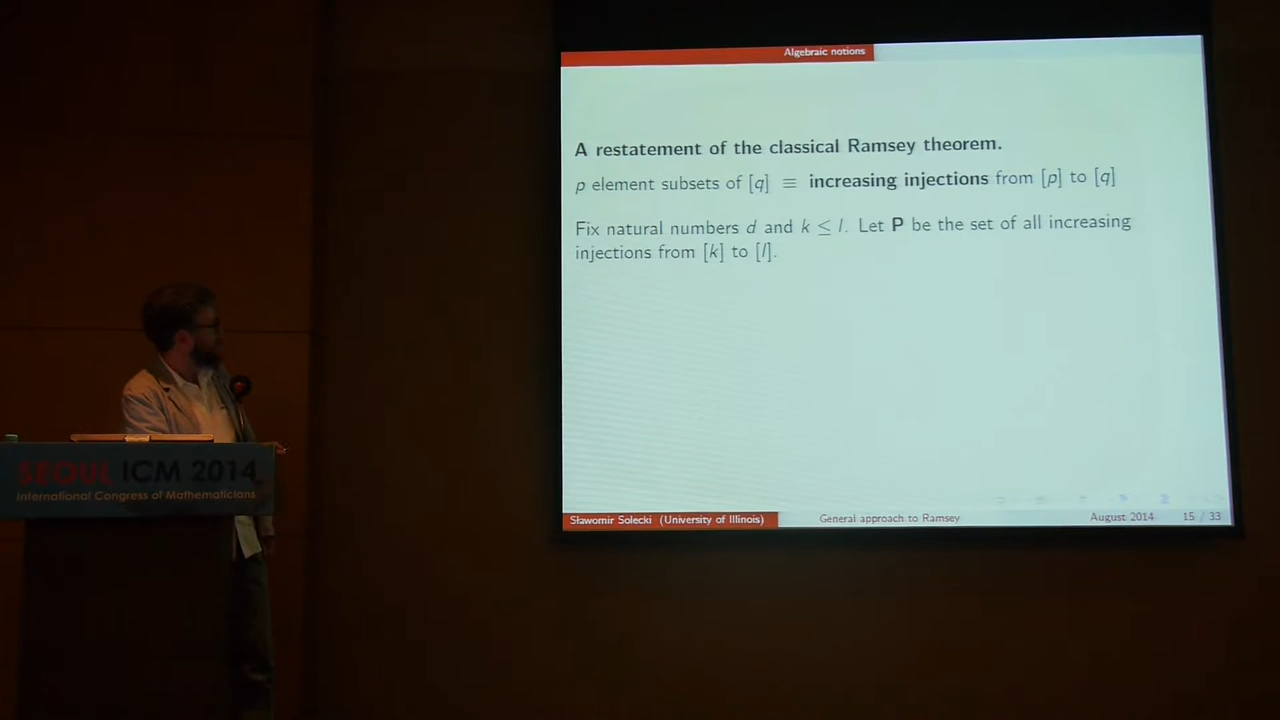 Algebraic notions
A restatement of the classical Ramsey theorem.
p element subsets of [q] ≡ increasing injections from [p] to [q]
Fix natural numbers d and k ≤ l. Let P be the set of all increasing
injections from [k] to [l].
Sławomir Solecki (University of Illinois)
General approach to Ramsey
August 2014
15 / 33
SEOUL ICM 2014
International Congress of Mathematicians